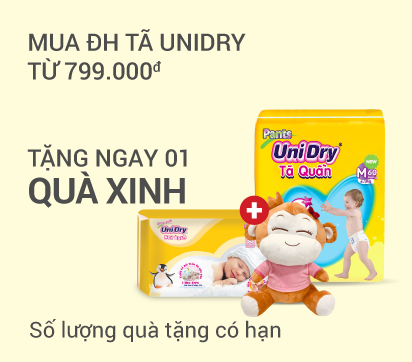 MUA ĐH TÃ UNIDRY
TỪ 799.000đ
TẶNG NGAY 01
QUÀ XINH
Pants
UniDry
Tã Quần
NEW
M 60
UniDry
Số lượng quà tặng có hạn